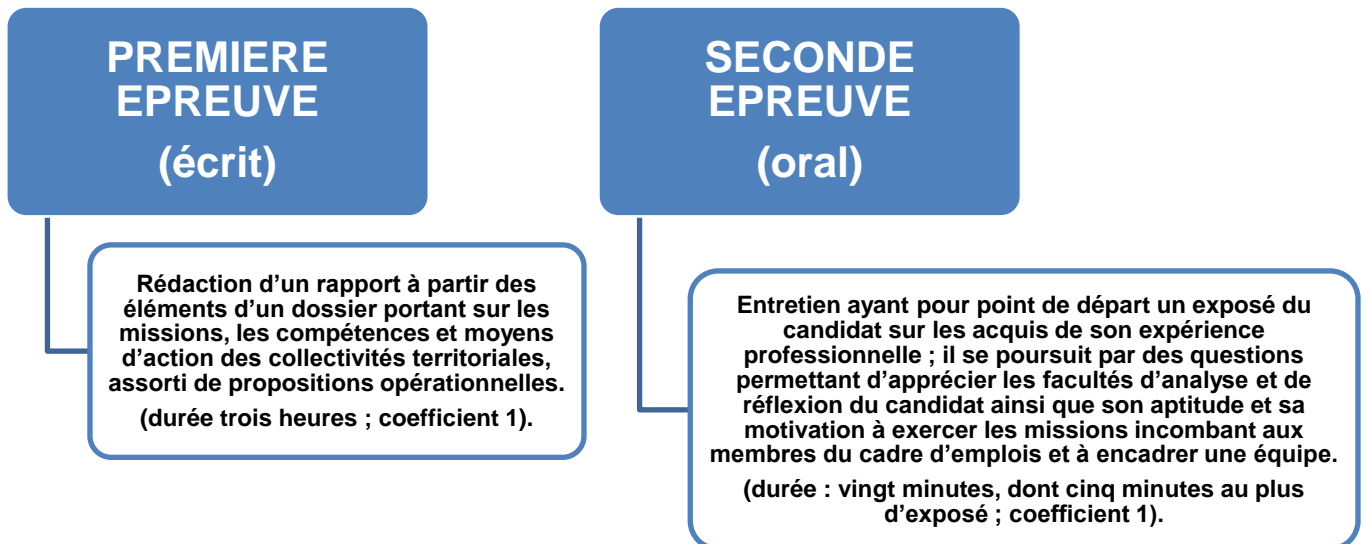 PREMIERE
EPREUVE
(écrit)
Rédaction d’un rapport à partir des
éléments d’un dossier portant sur les
missions, les compétences et moyens
d’action des collectivités territoriales,
assorti de propositions opérationnelles.
(durée trois heures ; coefficient 1).
SECONDE
EPREUVE
(oral)
Entretien ayant pour point de départ un exposé du
candidat sur les acquis de son expérience
professionnelle ; il se poursuit par des questions
permettant d’apprécier les facultés d’analyse et de
réflexion du candidat ainsi que son aptitude et sa
motivation à exercer les missions incombant aux
membres du cadre d’emplois et à encadrer une équipe.
(durée : vingt minutes, dont cinq minutes au plus
d’exposé ; coefficient 1).